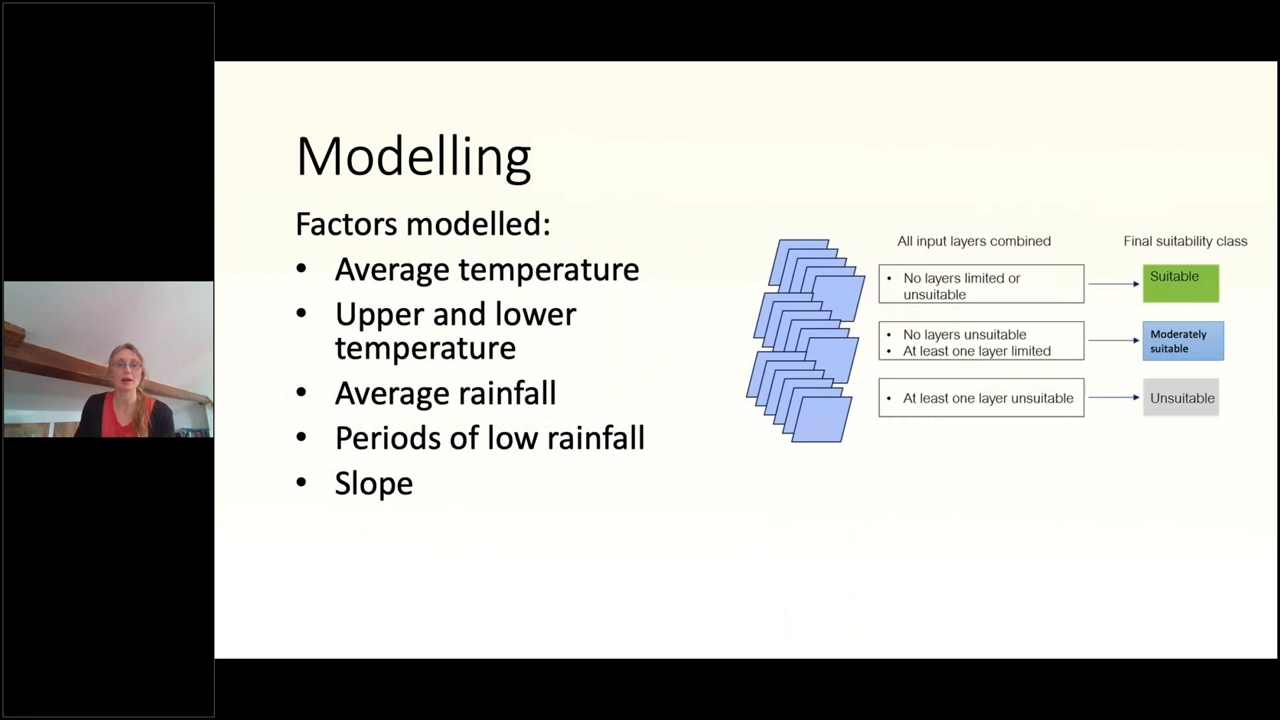 Modelling
Factors modelled:
• Average temperature
• Upper and lower
temperature
• Average rainfall
• Periods of low rainfall
• Slope
All input layers combined
Final suitability class
• No layers limited or
unsuitable
Suitable
• No layers unsuitable
• At least one layer limited
Moderately
suitable
• At least one layer unsuitable
Unsuitable